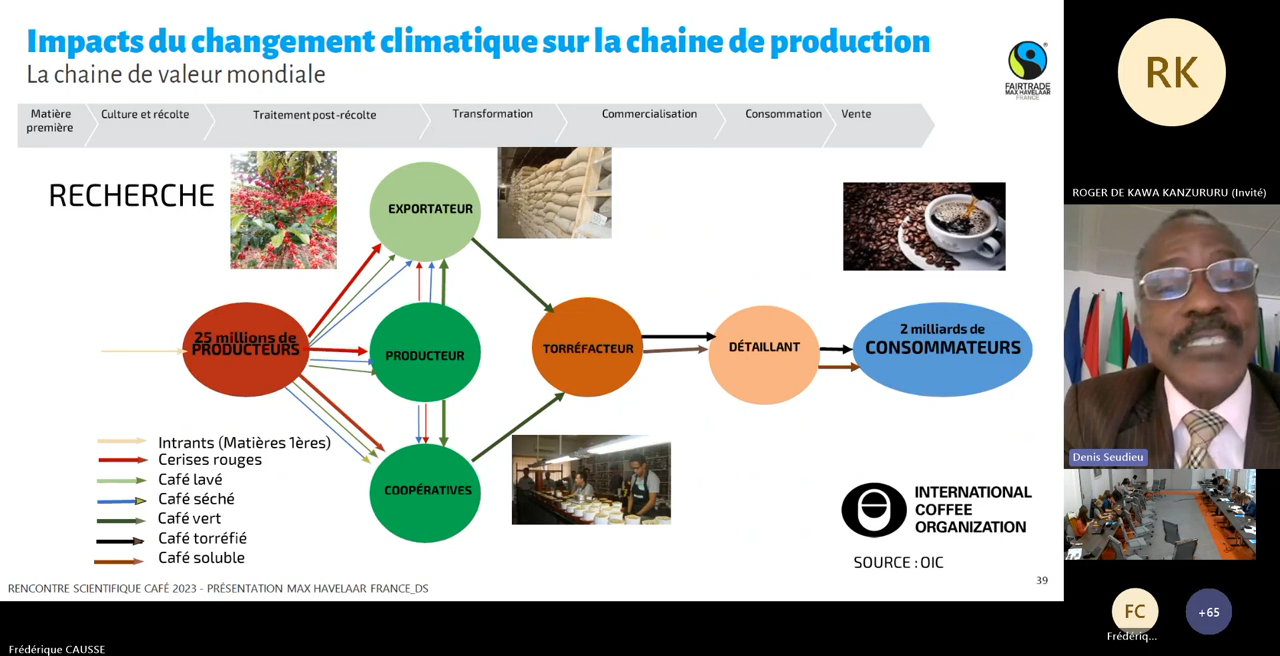 Impacts du changement climatique sur la chaine de production
La chaine de valeur mondiale
FAIRTRADE
MAX HAVELAAR
FRANCE
Matière
première
Culture et récolte
Traitement post-récolte
Transformation
Commercialisation
Consommation
Vente
RECHERCHE
EXPORTATEUR
25 millions de
PRODUCTEURS
PRODUCTEUR
TORRÉFACTEUR
DÉTAILLANT
2 milliards de
CONSOMMATEURS
COOPÉRATIVES
Intrants (Matières 1ères)
Cerises rouges
Café lavé
Café séché
Café vert
Café torréfié
Café soluble
INTERNATIONAL
COFFEE
ORGANIZATION
SOURCE : OIC
39
RENCONTRE SCIENTIFIQUE CAFÉ 2023 - PRÉSENTATION MAX HAVELAAR FRANCE_DS
Frédérique CAUSSE
RK
ROGER DE KAWA KANZURURU (Invité)
Denis Seudieu
FC
+65
Frédériq...